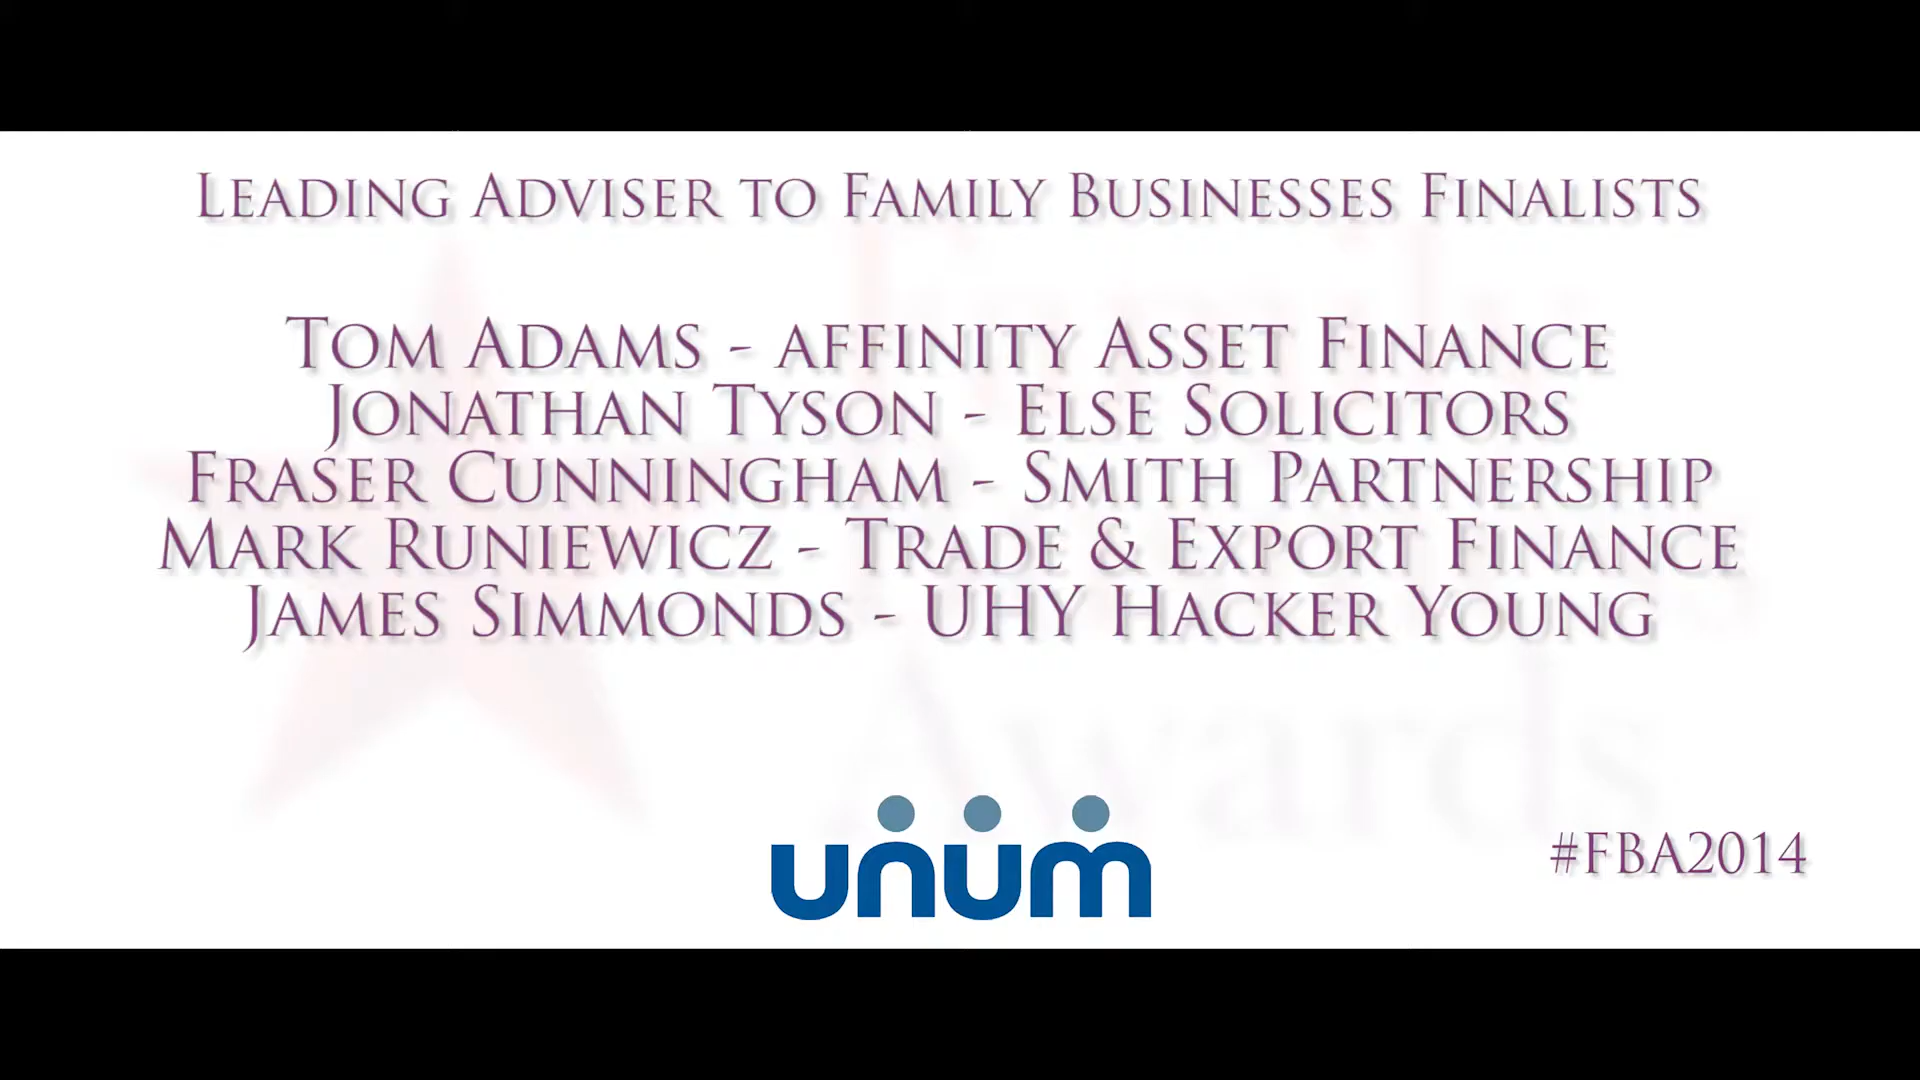 Leading Adviser to Family Businesses Finalists
Tom Adams - affinity Asset Finance
Jonathan Tyson - Else Solicitors
Fraser Cunningham - Smith Partnership
Mark Runiewicz - Trade & Export Finance
James Simmonds - UHY Hacker Young
Awards
unum
#FBA2014